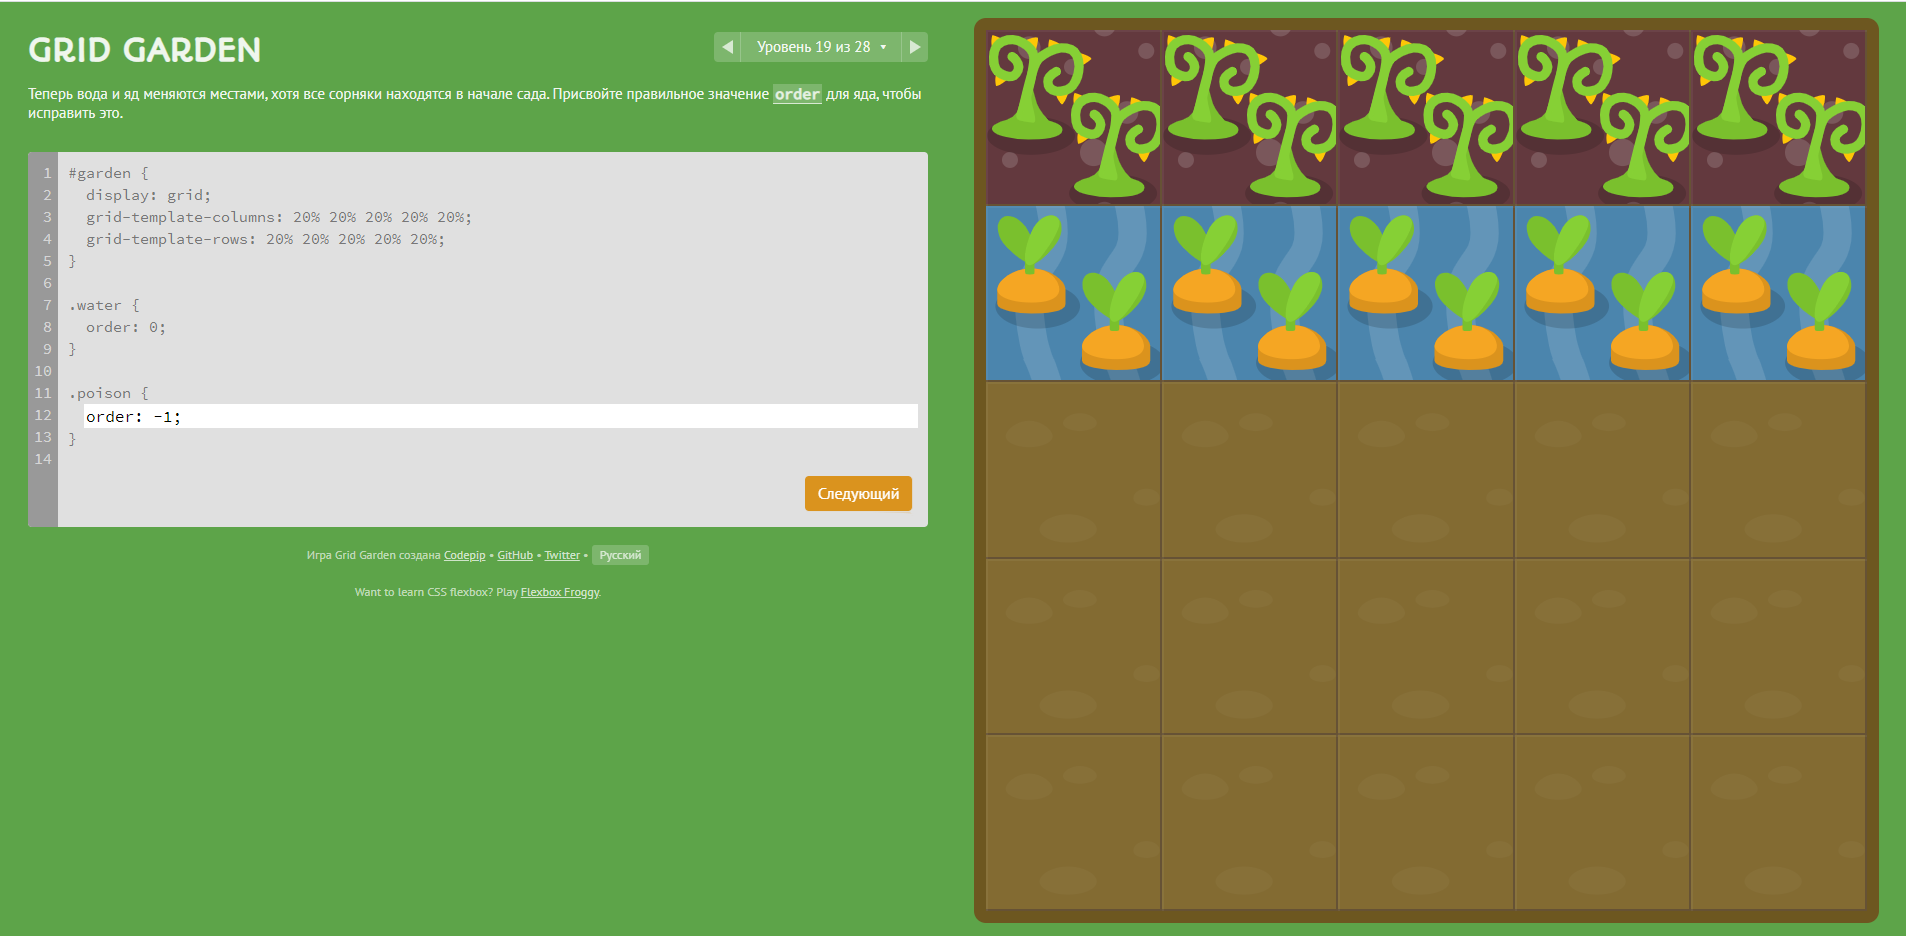 GRID GARDEN
Уровень 19 из 28
Теперь вода и яд меняются местами, хотя все сорняки находятся в начале сада. Присвойте правильное значение order для яда, чтобы
исправить это.
1 #garden {
2 display: grid;
3 grid-template-columns: 20% 20% 20% 20% 20%;
4 grid-template-rows: 20% 20% 20% 20% 20%;
5 }
6
7 .water {
8 order: 0;
9 }
10
11 .poison {
12 order: -1;
13 }
14
Следующий
Игра Grid Garden создана Codepip • GitHub • Twitter • Русский
Want to learn CSS flexbox? Play Flexbox Froggy.